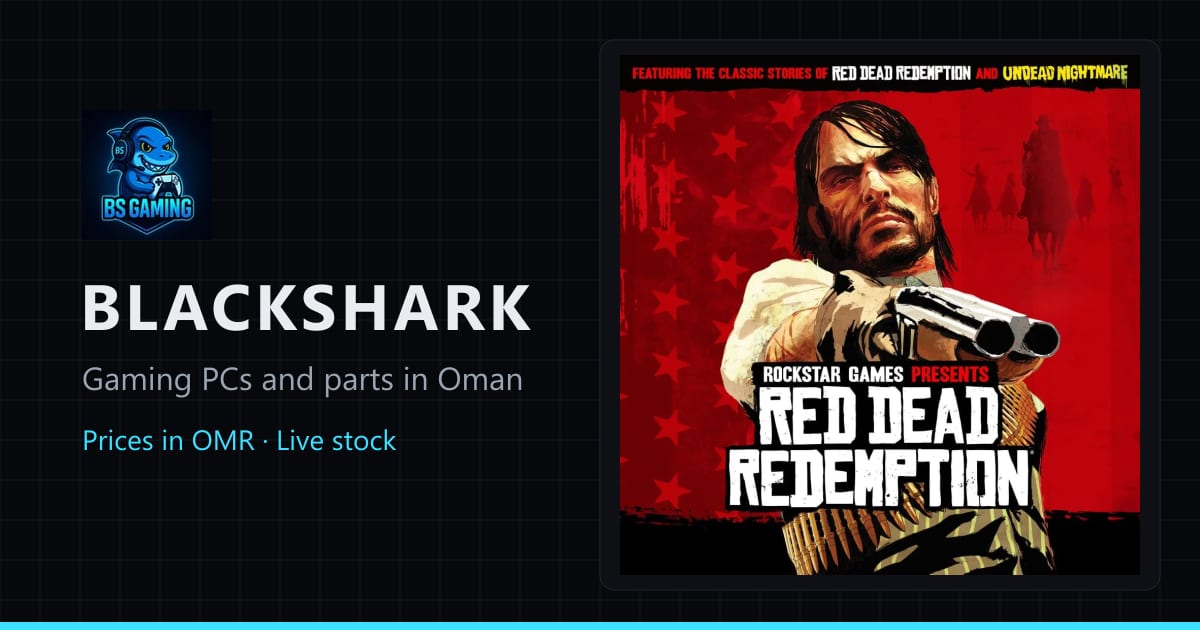 BS
BS GAMING
BLACKSHARK
Gaming PCs and parts in Oman
Prices in OMR · Live stock
FEATURING THE CLASSIC STORIES OF RED DEAD REDEMPTION AND UNDEAD NIGHTMARE
ROCKSTAR GAMES PRESENTS
RED DEAD
REDEMPTION